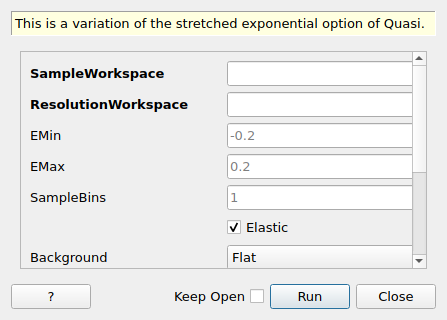 This is a variation of the stretched exponential option of Quasi.
SampleWorkspace
ResolutionWorkspace
EMin -0.2
EMax 0.2
SampleBins 1
Elastic
Background Flat
? Keep Open Run Close